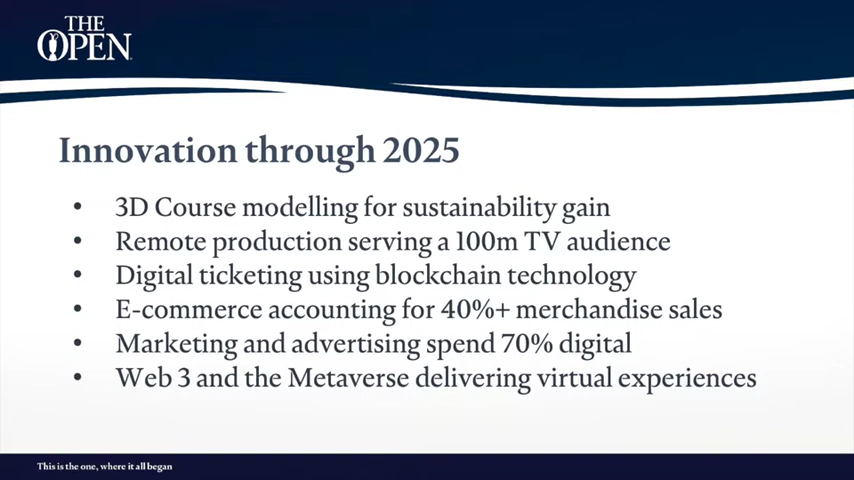 THE
OPEN
Innovation through 2025
• 3D Course modelling for sustainability gain
• Remote production serving a 100m TV audience
• Digital ticketing using blockchain technology
• E-commerce accounting for 40%+ merchandise sales
• Marketing and advertising spend 70% digital
• Web 3 and the Metaverse delivering virtual experiences
This is the one, where it all began